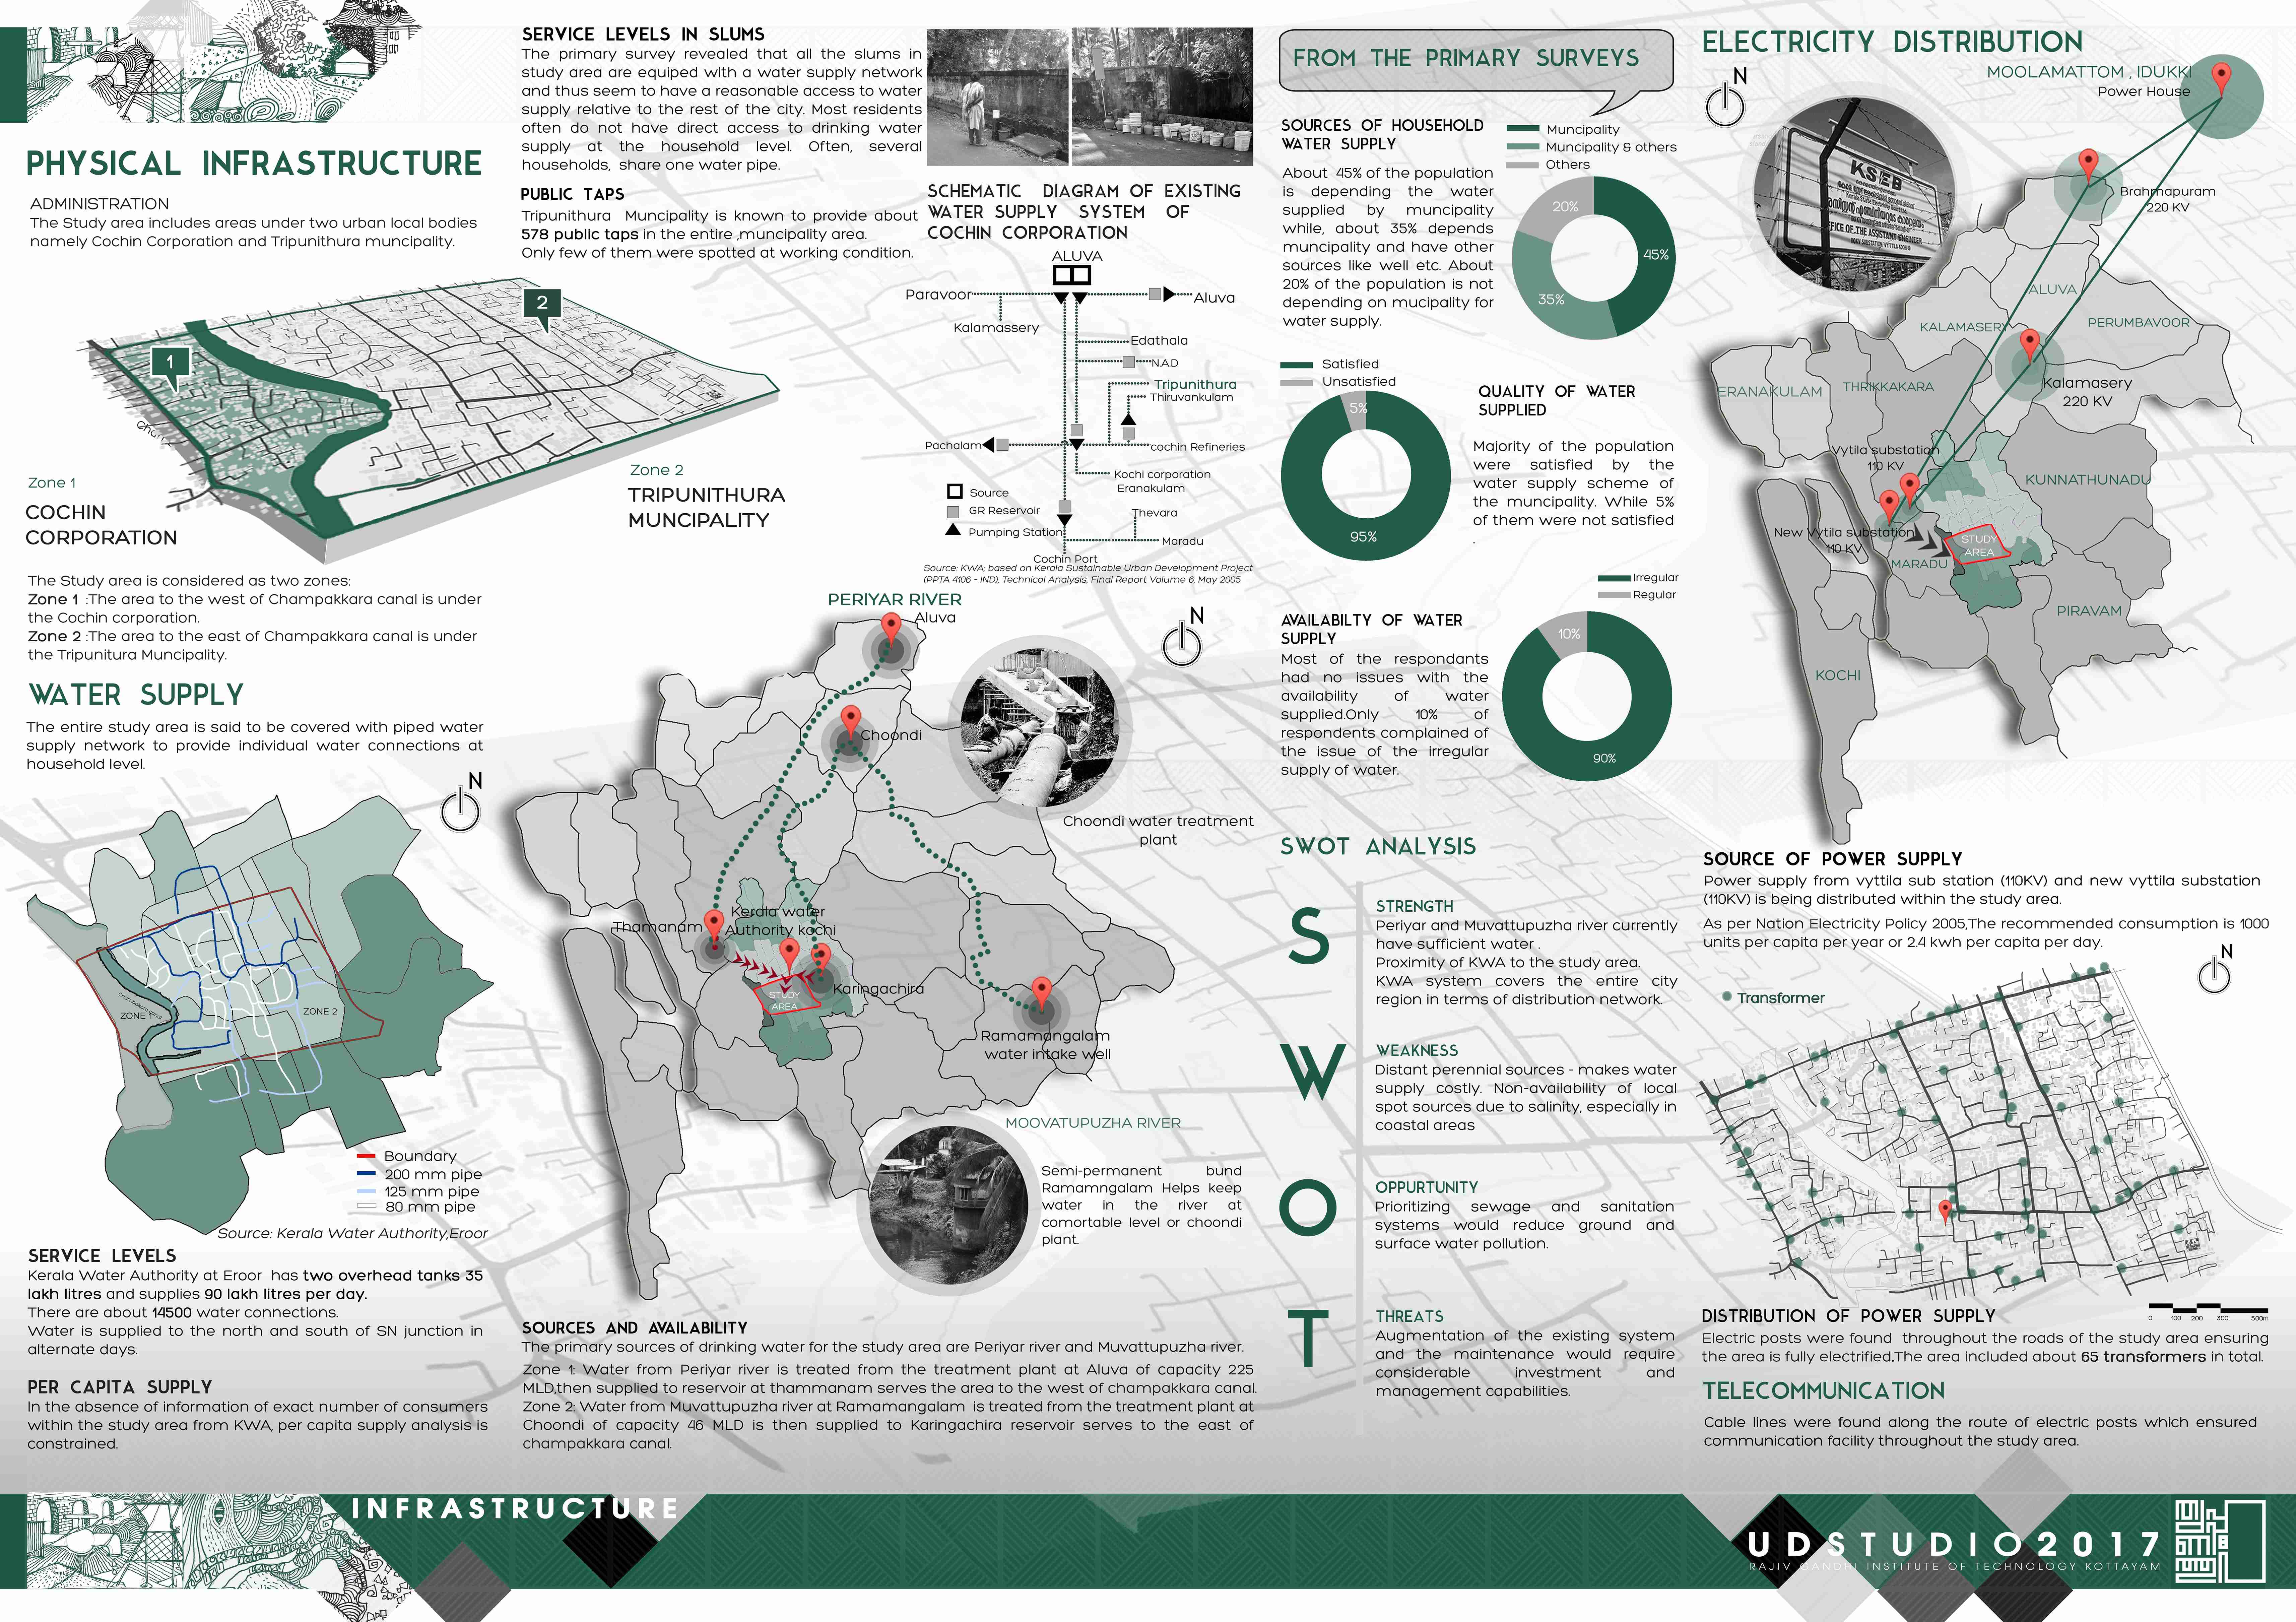 PHYSICAL INFRASTRUCTURE
ADMINISTRATION
The Study area includes areas under two urban local bodies
namely Cochin Corporation and Tripunithura muncipality.
1
2
Zone 1
COCHIN
CORPORATION
Zone 2
TRIPUNITHURA
MUNCIPALITY
The Study area is considered as two zones:
Zone 1 :The area to the west of Champakkara canal is under
the Cochin corporation.
Zone 2 :The area to the east of Champakkara canal is under
the Tripunitura Muncipality.
WATER SUPPLY
The entire study area is said to be covered with piped water
supply network to provide individual water connections at
household level.
N
ZONE 1
ZONE 2
Boundary
200 mm pipe
125 mm pipe
80 mm pipe
Source: Kerala Water Authority,Eroor
SERVICE LEVELS
Kerala Water Authority at Eroor has two overhead tanks 35
lakh litres and supplies 90 lakh litres per day.
There are about 14500 water connections.
Water is supplied to the north and south of SN junction in
alternate days.
PER CAPITA SUPPLY
In the absence of information of exact number of consumers
within the study area from KWA, per capita supply analysis is
constrained.
SERVICE LEVELS IN SLUMS
The primary survey revealed that all the slums in
study area are equiped with a water supply network
and thus seem to have a reasonable access to water
supply relative to the rest of the city. Most residents
often do not have direct access to drinking water
supply at the household level. Often, several
households, share one water pipe.
PUBLIC TAPS
Tripunithura Muncipality is known to provide about
578 public taps in the entire ,muncipality area.
Only few of them were spotted at working condition.
SCHEMATIC DIAGRAM OF EXISTING
WATER SUPPLY SYSTEM OF
COCHIN CORPORATION
ALUVA
Paravoor
Aluva
Kalamassery
Edathala
N.A.D
Tripunithura
Thiruvankulam
Pachalam
cochin Refineries
Kochi corporation
Eranakulam
Source
GR Reservoir
Pumping Station
Thevara
Maradu
Cochin Port
Source: KWA; based on Kerala Sustainable Urban Development Project
(PPTA 4106 - IND), Technical Analysis, Final Report Volume 6, May 2005
PERIYAR RIVER
Aluva
N
Choondi
Choondi water treatment
plant
Thamanam
Kerala water
Authority kochi
STUDY
AREA
Karingachira
Ramamangalam
water intake well
MOOVATUPUZHA RIVER
Semi-permanent bund
Ramamngalam Helps keep
water in the river at
comortable level or choondi
plant.
SOURCES AND AVAILABILITY
The primary sources of drinking water for the study area are Periyar river and Muvattupuzha river.
Zone 1: Water from Periyar river is treated from the treatment plant at Aluva of capacity 225
MLD,then supplied to reservoir at thammanam serves the area to the west of champakkara canal.
Zone 2: Water from Muvattupuzha river at Ramamangalam is treated from the treatment plant at
Choondi of capacity 46 MLD is then supplied to Karingachira reservoir serves to the east of
champakkara canal.
FROM THE PRIMARY SURVEYS
SOURCES OF HOUSEHOLD
WATER SUPPLY
About 45% of the population
is depending the water
supplied by muncipality
while, about 35% depends
muncipality and have other
sources like well etc. About
20% of the population is not
depending on mucipality for
water supply.
Muncipality
Muncipality & others
Others
20%
45%
35%
Satisfied
Unsatisfied
5%
95%
QUALITY OF WATER
SUPPLIED
Majority of the population
were satisfied by the
water supply scheme of
the muncipality. While 5%
of them were not satisfied
.
Irregular
Regular
10%
90%
AVAILABILTY OF WATER
SUPPLY
Most of the respondants
had no issues with the
availability of water
supplied.Only 10% of
respondents complained of
the issue of the irregular
supply of water.
SWOT ANALYSIS
S
STRENGTH
Periyar and Muvattupuzha river currently
have sufficient water .
Proximity of KWA to the study area.
KWA system covers the entire city
region in terms of distribution network.
W
WEAKNESS
Distant perennial sources - makes water
supply costly. Non-availability of local
spot sources due to salinity, especially in
coastal areas
O
OPPURTUNITY
Prioritizing sewage and sanitation
systems would reduce ground and
surface water pollution.
T
THREATS
Augmentation of the existing system
and the maintenance would require
considerable investment and
management capabilities.
ELECTRICITY DISTRIBUTION
N
MOOLAMATTOM , IDUKKI
Power House
KSEB
OFFICE OF THE ASSISTANT ENGINEER
Brahmapuram
220 KV
ALUVA
KALAMASERY
PERUMBAVOOR
ERANAKULAM
THRIKKAKARA
Kalamasery
220 KV
Vytila substation
110 KV
KUNNATHUNADU
New Vytila substation
110 KV
STUDY
AREA
MARADU
PIRAVAM
KOCHI
SOURCE OF POWER SUPPLY
Power supply from vyttila sub station (110KV) and new vyttila substation
(110KV) is being distributed within the study area.
As per Nation Electricity Policy 2005,The recommended consumption is 1000
units per capita per year or 2.4 kwh per capita per day.
N
Transformer
0 100 200 300 500m
DISTRIBUTION OF POWER SUPPLY
Electric posts were found throughout the roads of the study area ensuring
the area is fully electrified.The area included about 65 transformers in total.
TELECOMMUNICATION
Cable lines were found along the route of electric posts which ensured
communication facility throughout the study area.
INFRASTRUCTURE
UDSTUDIO2017
RAJIV GANDHI INSTITUTE OF TECHNOLOGY KOTTAYAM